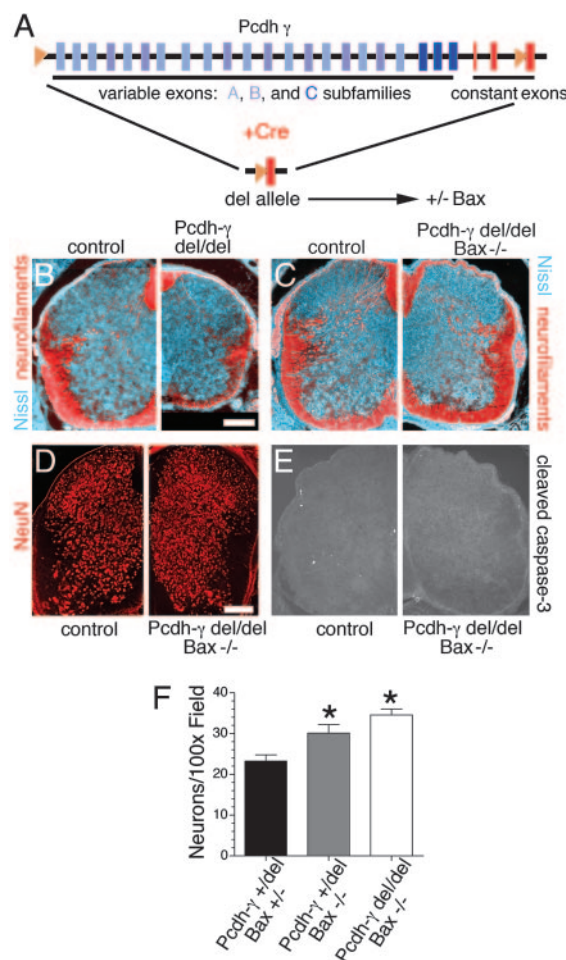 A
Pcdh γ
variable exons: A, B, and C subfamilies
constant exons
+Cre
del allele
+/- Bax
control
Pcdh-γ
del/del
control
Pcdh-γ del/del
Bax -/-
B
C
Nissl neurofilaments
Nissl neurofilaments
D
E
NeuN
cleaved caspase-3
control
Pcdh-γ del/del
Bax -/-
control
Pcdh-γ del/del
Bax -/-
F
Neurons/100x Field
40
30
20
10
0
*
*
Pcdh-γ +/del
Bax +/-
Pcdh-γ +/del
Bax -/-
Pcdh-γ del/del
Bax -/-